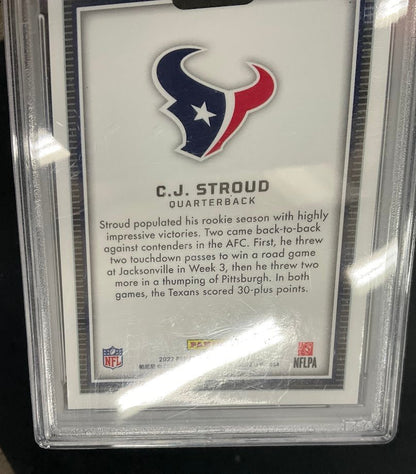 C.J. STROUD
QUARTERBACK
Stroud populated his rookie season with highly
impressive victories. Two came back-to-back
against contenders in the AFC. First, he threw
two touchdown passes to win a road game
at Jacksonville in Week 3, then he threw two
more in a thumping of Pittsburgh. In both
games, the Texans scored 30-plus points.
NFL
PANINI
NFLPA